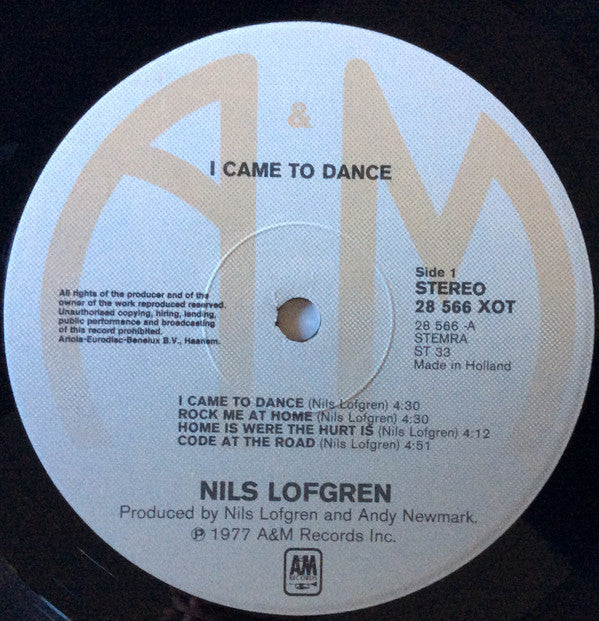 A & M
I CAME TO DANCE
Side 1
STEREO
28 566 XOT
28 566 -A
STEMRA
ST 33
Made in Holland
All rights of the producer and of the
owner of the work reproduced reserved.
Unauthorised copying, hiring, lending,
public performance and broadcasting
of this record prohibited.
Ariola-Eurodisc-Benelux B.V., Haarlem.
I CAME TO DANCE (Nils Lofgren) 4:30
ROCK ME AT HOME (Nils Lofgren) 4:30
HOME IS WERE THE HURT IS (Nils Lofgren) 4:12
CODE AT THE ROAD (Nils Lofgren) 4:51
NILS LOFGREN
Produced by Nils Lofgren and Andy Newmark.
℗ 1977 A&M Records Inc.
AM
RECORDS